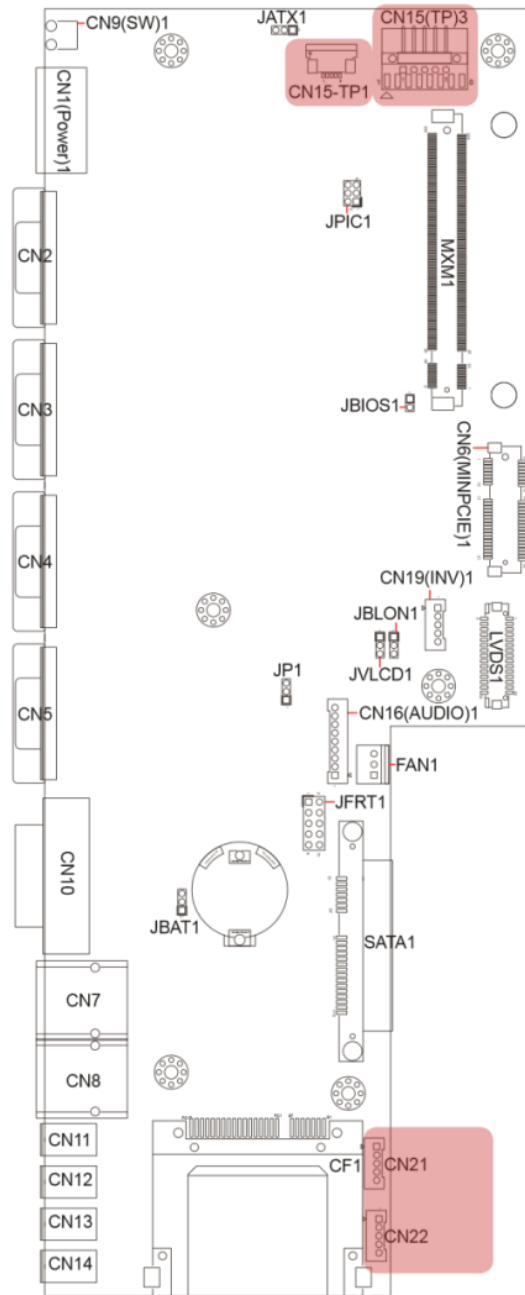 CN9(SW)1
JATX1
CN15(TP)3
CN15-TP1
CN1(Power)1
JPIC1
CN2
MXM1
CN3
JBIOS1
CN6(MINPCIE)1
CN4
CN19(INV)1
JBLON1
LVDS1
JVLCD1
JP1
CN5
CN16(AUDIO)1
FAN1
JFRT1
CN10
JBAT1
SATA1
CN7
CN8
CN11
CF1
CN21
CN12
CN13
CN22
CN14